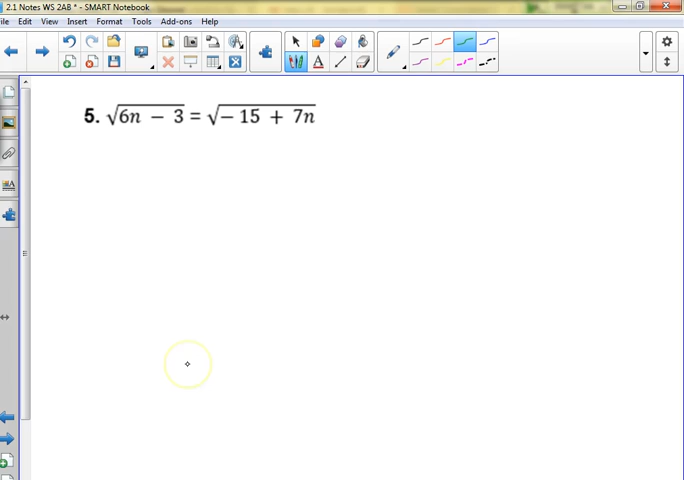 2.1 Notes WS 2AB * - SMART Notebook
ile Edit View Insert Format Tools Add-ons Help
5. √6n − 3 = √− 15 + 7n